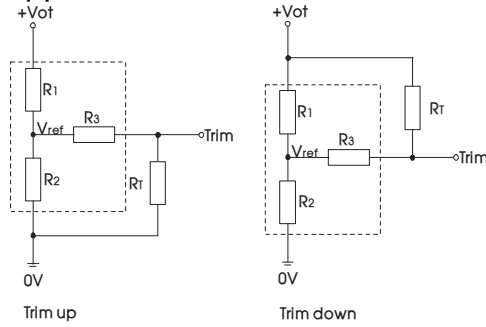 +Vot
R1
R3
Vref
Trim
R2
RT
0V
Trim up
+Vot
R1
RT
R3
Vref
Trim
R2
0V
Trim down